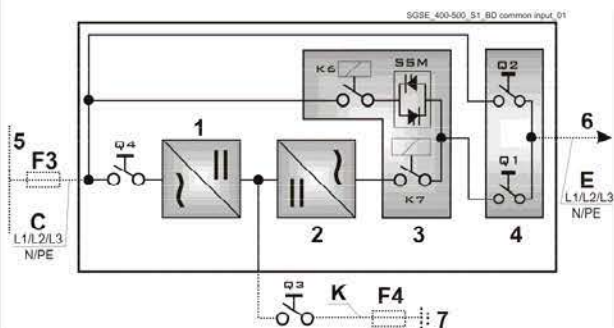 SGSE_400-500_S1_BD common input_01
K6
SSM
Q2
5
F3
Q4
1
6
C
L1/L2/L3
N/PE
Q1
E
L1/L2/L3
N/PE
K7
2
3
4
Q3
K
F4
7